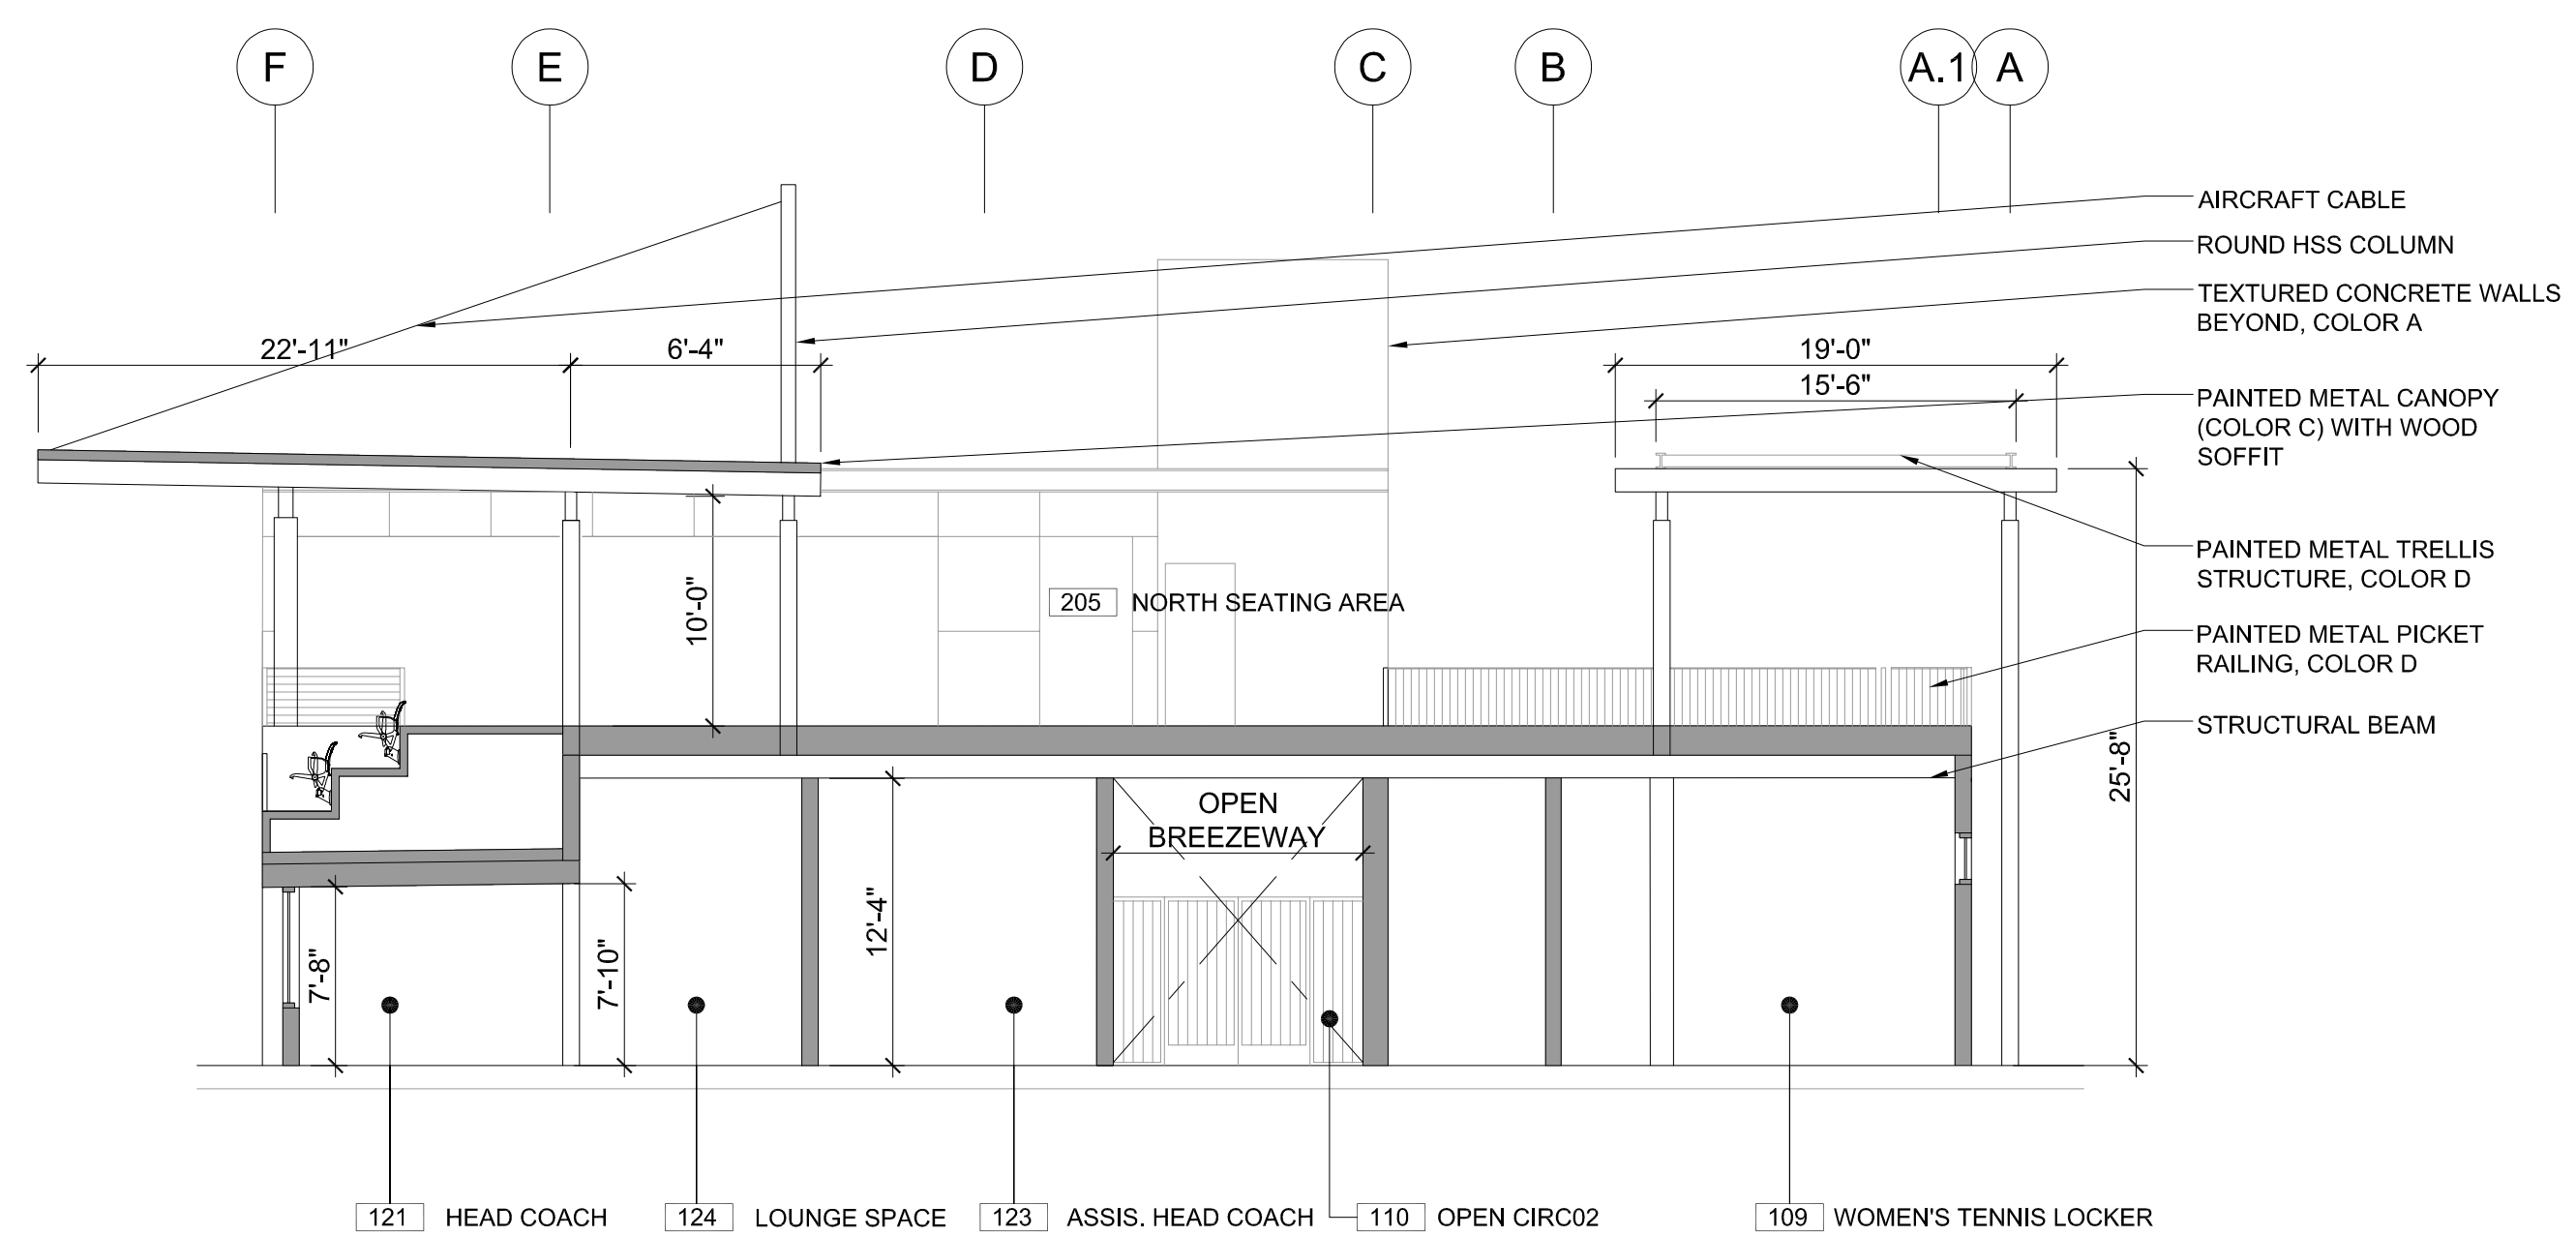 F
E
D
C
B
A.1
A
AIRCRAFT CABLE
ROUND HSS COLUMN
TEXTURED CONCRETE WALLS
BEYOND, COLOR A
22'-11"
6'-4"
19'-0"
15'-6"
PAINTED METAL CANOPY
(COLOR C) WITH WOOD
SOFFIT
PAINTED METAL TRELLIS
STRUCTURE, COLOR D
10'-0"
205 NORTH SEATING AREA
PAINTED METAL PICKET
RAILING, COLOR D
STRUCTURAL BEAM
25'-8"
OPEN
BREEZEWAY
12'-4"
7'-8"
7'-10"
121 HEAD COACH
124 LOUNGE SPACE
123 ASSIS. HEAD COACH
110 OPEN CIRC02
109 WOMEN'S TENNIS LOCKER